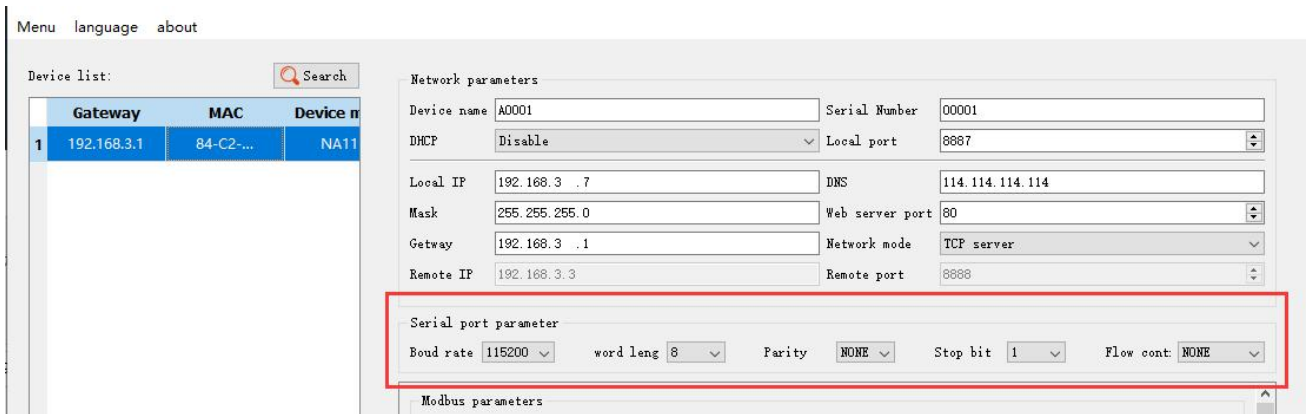 Menu language about
Device list: Search
Gateway MAC Device m
1 192.168.3.1 84-C2-... NA11
Network parameters
Device name A0001 Serial Number 00001
DHCP Disable Local port 8887
Local IP 192.168.3 .7 DNS 114.114.114.114
Mask 255.255.255.0 Web server port 80
Getway 192.168.3 .1 Network mode TCP server
Remote IP 192.168.3.3 Remote port 8888
Serial port parameter
Boud rate 115200 word leng 8 Parity NONE Stop bit 1 Flow cont: NONE
Modbus parameters